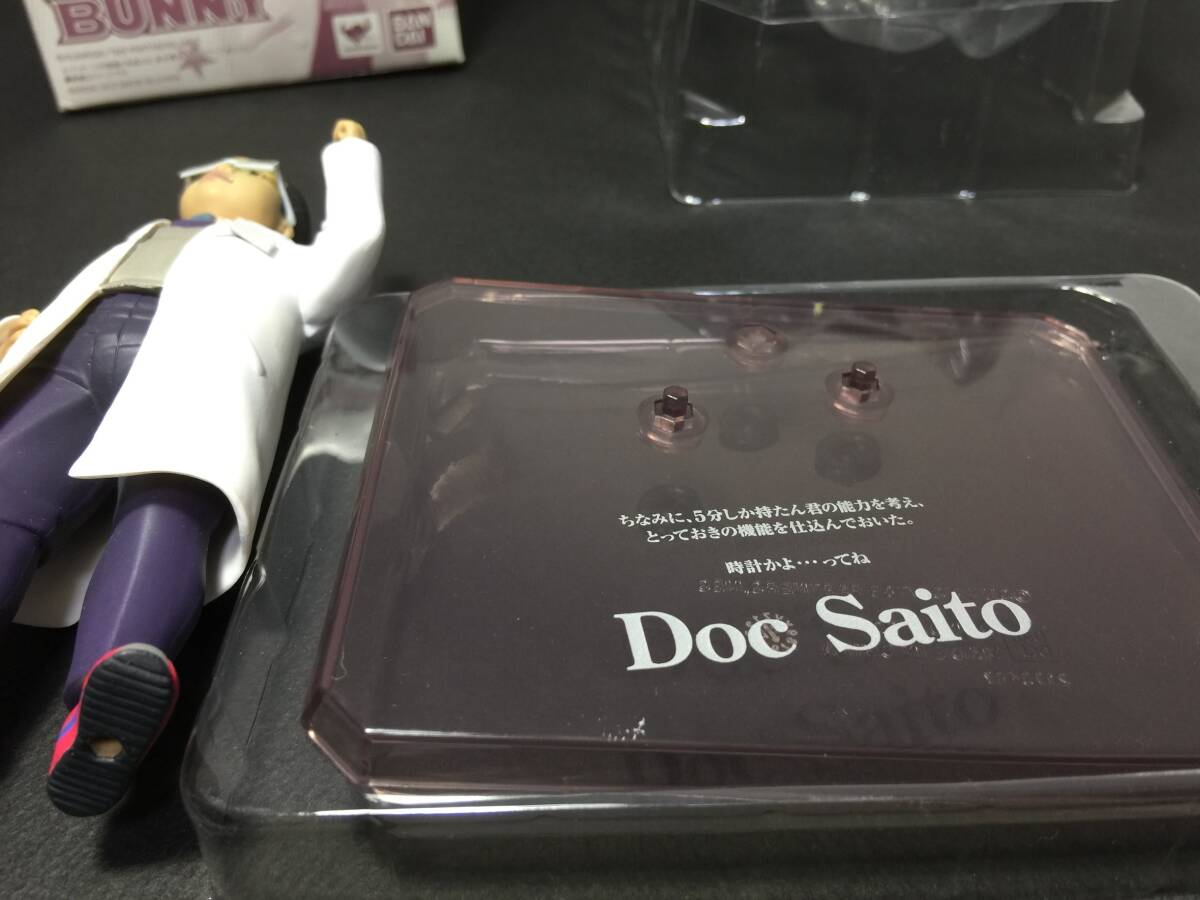 BUNNY
BAN
DAI
ちなみに、5分しか持たん君の能力を考え、
とっておきの機能を仕込んでおいた。
時計かよ…ってね
Doc Saito